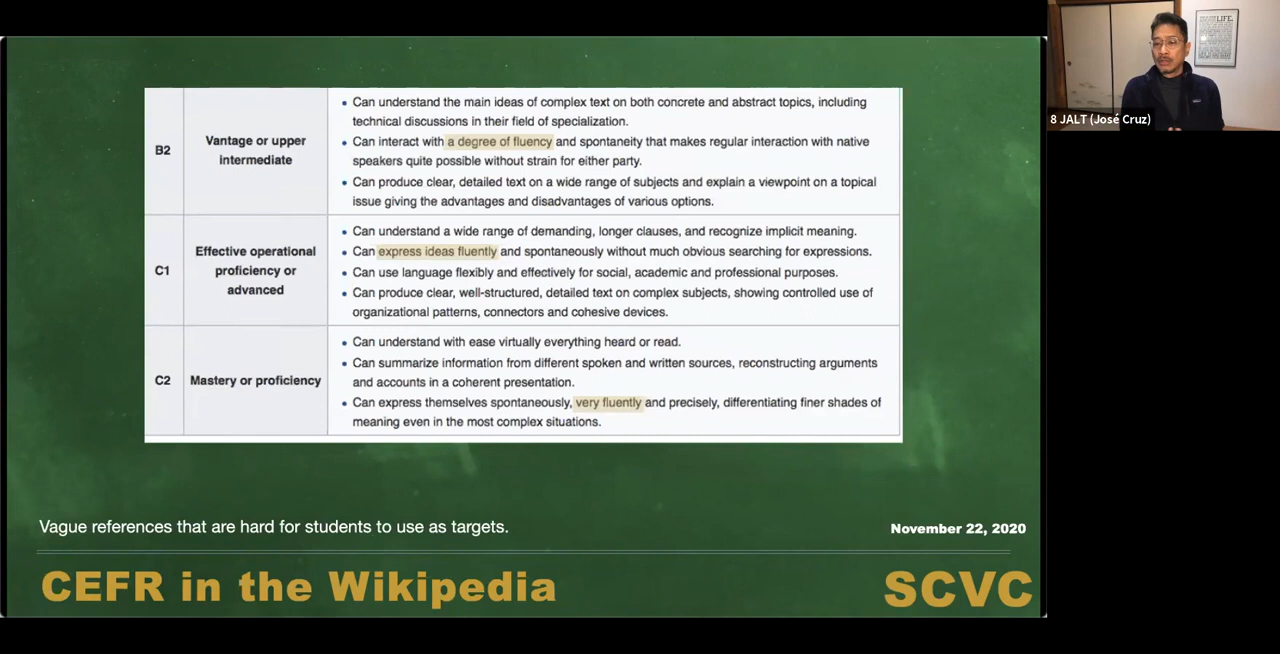 B2
Vantage or upper
intermediate
Can understand the main ideas of complex text on both concrete and abstract topics, including
technical discussions in their field of specialization.
Can interact with a degree of fluency and spontaneity that makes regular interaction with native
speakers quite possible without strain for either party.
Can produce clear, detailed text on a wide range of subjects and explain a viewpoint on a topical
issue giving the advantages and disadvantages of various options.
C1
Effective operational
proficiency or
advanced
Can understand a wide range of demanding, longer clauses, and recognize implicit meaning.
Can express ideas fluently and spontaneously without much obvious searching for expressions.
Can use language flexibly and effectively for social, academic and professional purposes.
Can produce clear, well-structured, detailed text on complex subjects, showing controlled use of
organizational patterns, connectors and cohesive devices.
C2
Mastery or proficiency
Can understand with ease virtually everything heard or read.
Can summarize information from different spoken and written sources, reconstructing arguments
and accounts in a coherent presentation.
Can express themselves spontaneously, very fluently and precisely, differentiating finer shades of
meaning even in the most complex situations.
Vague references that are hard for students to use as targets.
November 22, 2020
CEFR in the Wikipedia
SCVC
8 JALT (José Cruz)
LIFE.